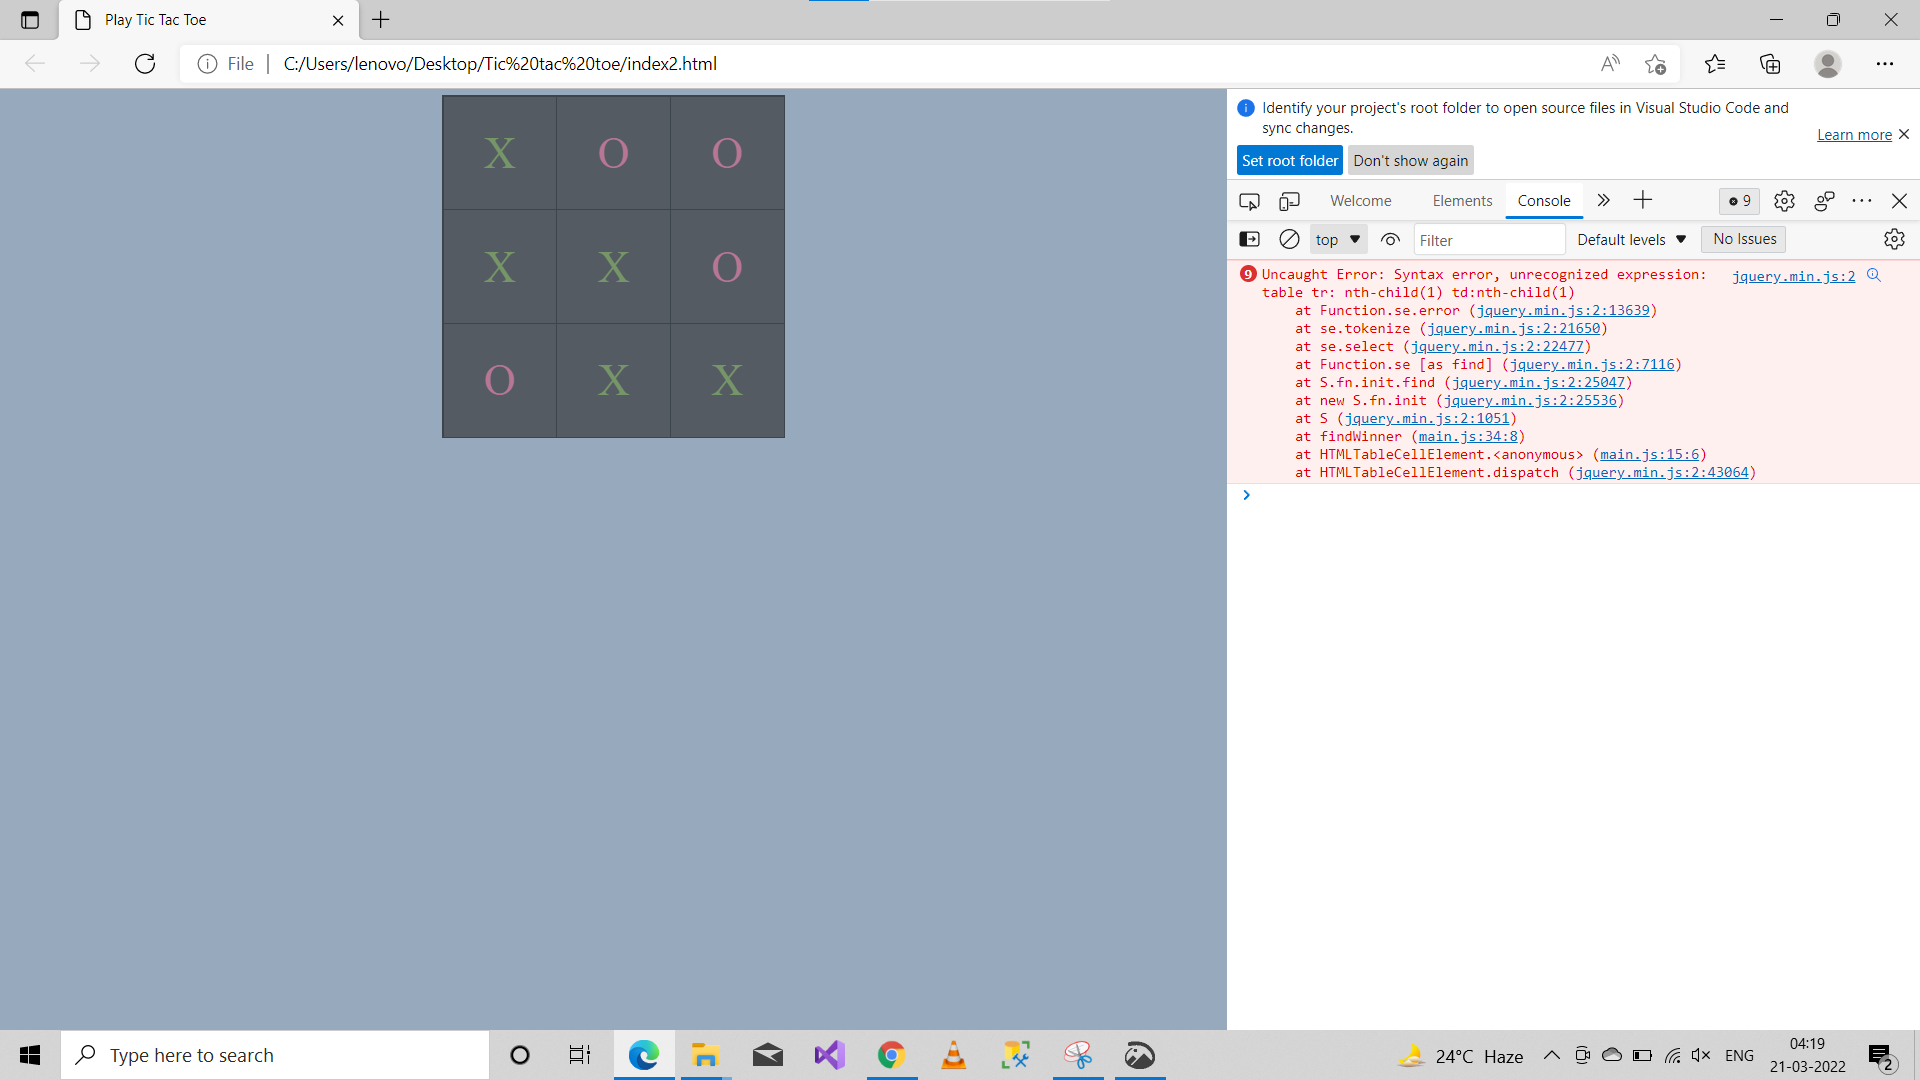 Play Tic Tac Toe
File | C:/Users/lenovo/Desktop/Tic%20tac%20toe/index2.html
X O O
X X O
O X X
Identify your project's root folder to open source files in Visual Studio Code and
sync changes.
Learn more
Set root folder Don't show again
Welcome Elements Console 9
top Filter Default levels No Issues
9 Uncaught Error: Syntax error, unrecognized expression: jquery.min.js:2
table tr: nth-child(1) td:nth-child(1)
at Function.se.error (jquery.min.js:2:13639)
at se.tokenize (jquery.min.js:2:21650)
at se.select (jquery.min.js:2:22477)
at Function.se [as find] (jquery.min.js:2:7116)
at S.fn.init.find (jquery.min.js:2:25047)
at new S.fn.init (jquery.min.js:2:25536)
at S (jquery.min.js:2:1051)
at findWinner (main.js:34:8)
at HTMLTableCellElement.<anonymous> (main.js:15:6)
at HTMLTableCellElement.dispatch (jquery.min.js:2:43064)
Type here to search
24°C Haze
ENG
04:19
21-03-2022
2